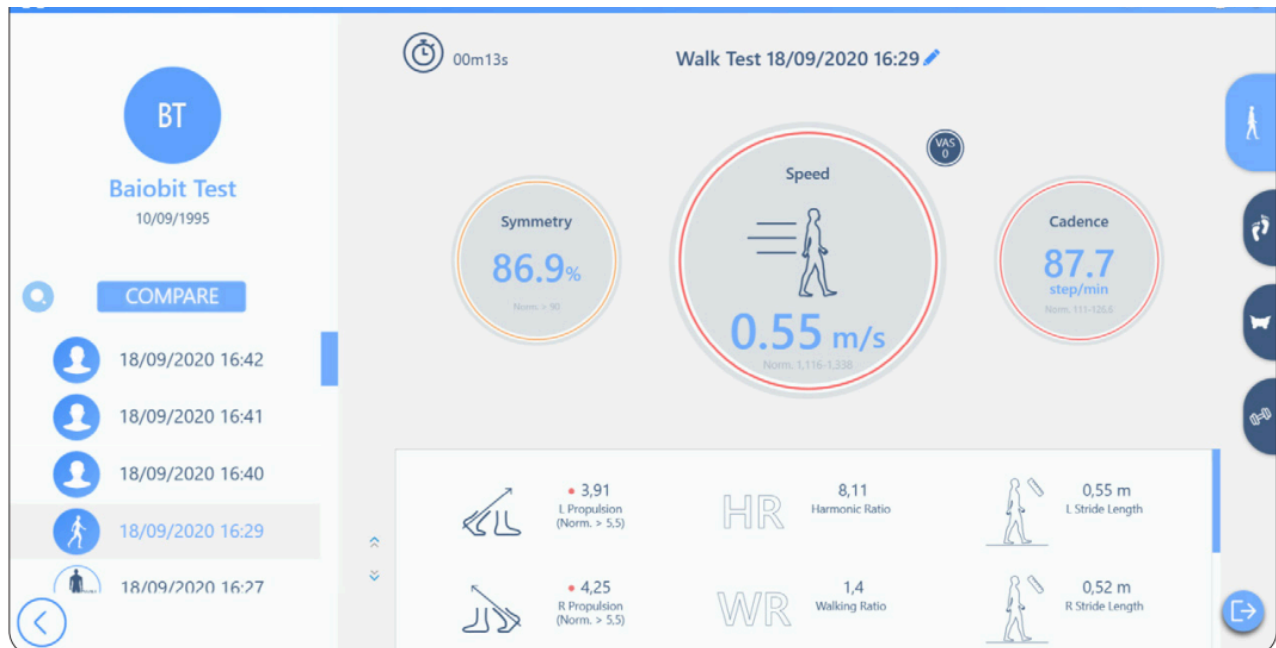 BT
Baiobit Test
10/09/1995
COMPARE
18/09/2020 16:42
18/09/2020 16:41
18/09/2020 16:40
18/09/2020 16:29
18/09/2020 16:27
00m13s
Walk Test 18/09/2020 16:29
Symmetry
86.9%
Norm. > 90
VAS
0
Speed
0.55 m/s
Norm. 1,116-1,338
Cadence
87.7
step/min
Norm. 111-126.6
3,91
L Propulsion
(Norm. > 5,5)
HR
8,11
Harmonic Ratio
0,55 m
L Stride Length
4,25
R Propulsion
(Norm. > 5,5)
WR
1,4
Walking Ratio
0,52 m
R Stride Length